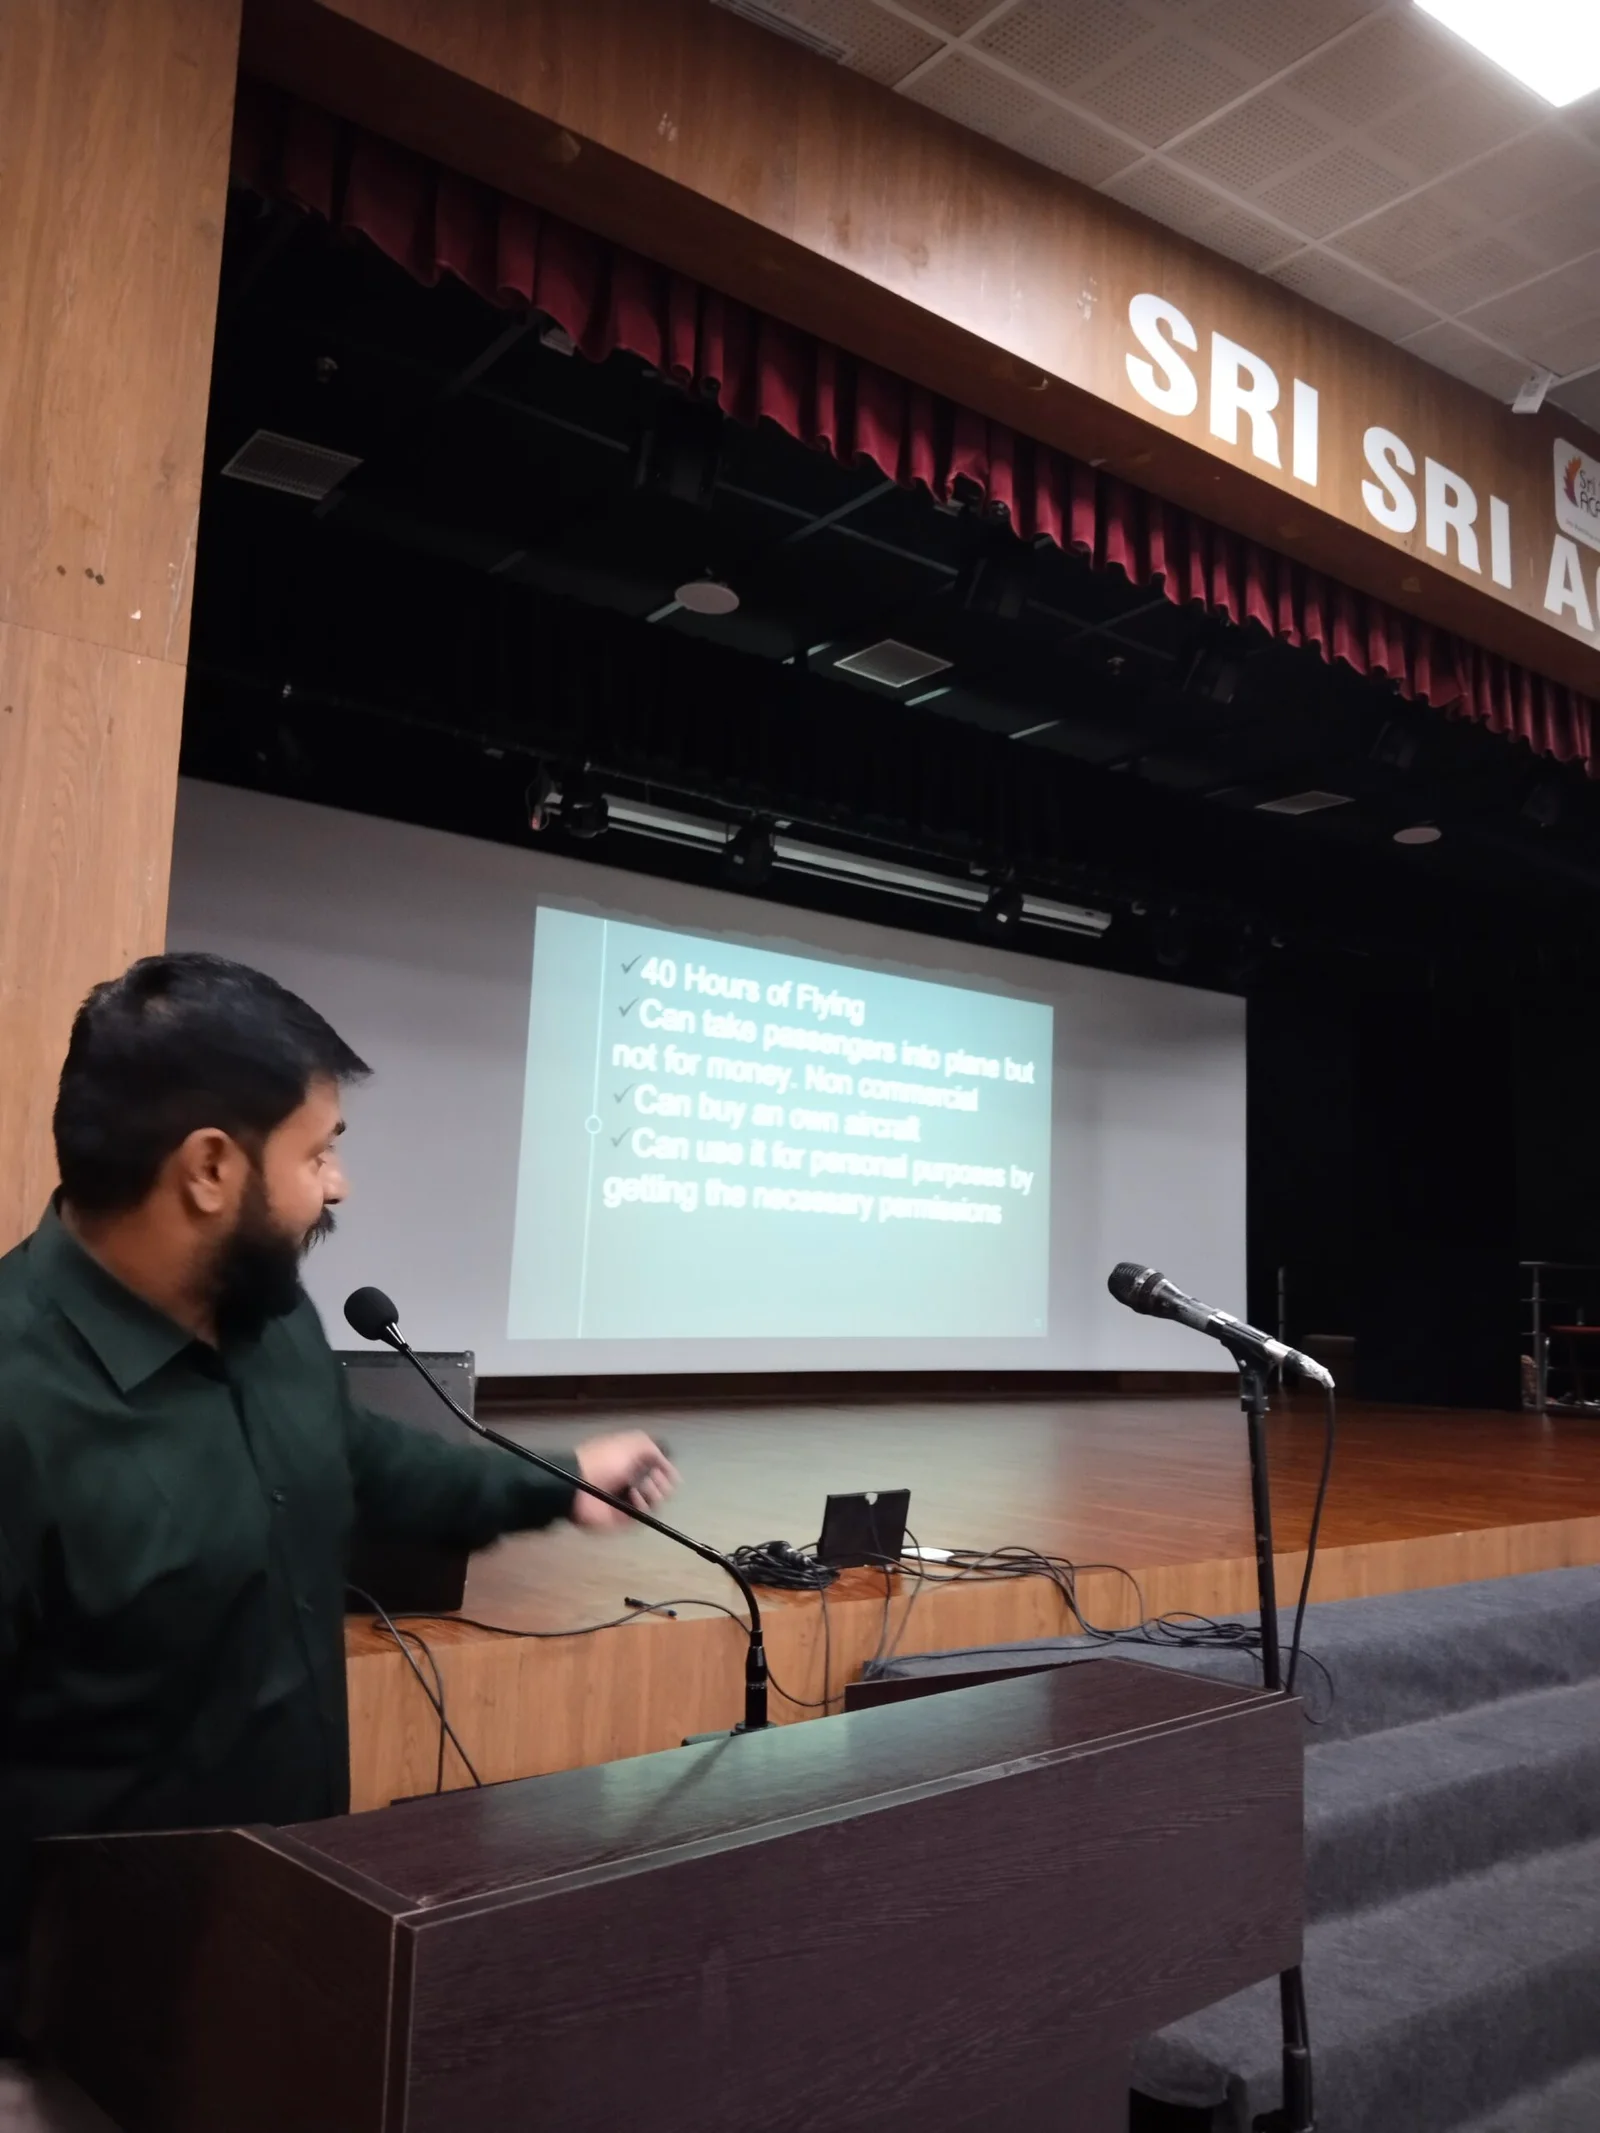 SRI SRI
Sri
✓40 Hours of Flying
✓Can take passengers into plane but
not for money. Non commercial
✓Can buy an own aircraft
✓Can use it for personal purposes by
getting the necessary permissions